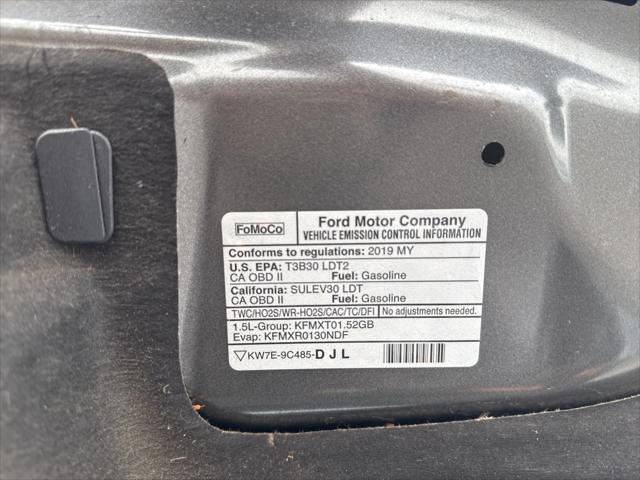 FoMoCo
Ford Motor Company
VEHICLE EMISSION CONTROL INFORMATION
Conforms to regulations: 2019 MY
U.S. EPA: T3B30 LDT2
CA OBD II Fuel: Gasoline
California: SULEV30 LDT
CA OBD II Fuel: Gasoline
TWC/HO2S/WR-HO2S/CAC/TC/DFI No adjustments needed.
1.5L-Group: KFMXT01.52GB
Evap: KFMXR0130NDF
KW7E-9C485-D J L